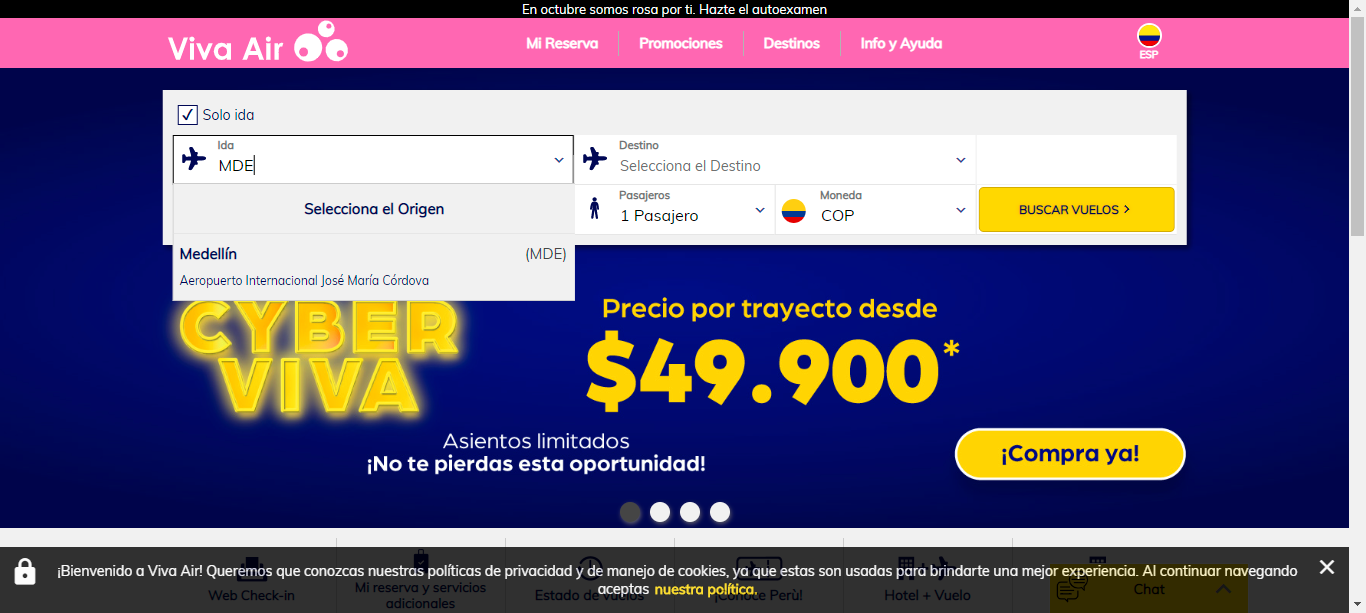 En octubre somos rosa por ti. Hazte el autoexamen
Viva Air
Mi Reserva
Promociones
Destinos
Info y Ayuda
ESP
Solo ida
Ida
MDE
Destino
Selecciona el Destino
Selecciona el Origen
Pasajeros
1 Pasajero
Moneda
COP
BUSCAR VUELOS >
Medellín
(MDE)
Aeropuerto Internacional José María Córdova
CYBER
VIVA
Precio por trayecto desde
$49.900*
Asientos limitados
¡No te pierdas esta oportunidad!
¡Compra ya!
¡Bienvenido a Viva Air! Queremos que conozcas nuestras políticas de privacidad y de manejo de cookies, ya que estas son usadas para brindarte una mejor experiencia. Al continuar navegando
aceptas nuestra política.
Web Check-in
Mi reserva y servicios
adicionales
Estado de vuelos
¡Conoce Perù!
Hotel + Vuelo
Chat